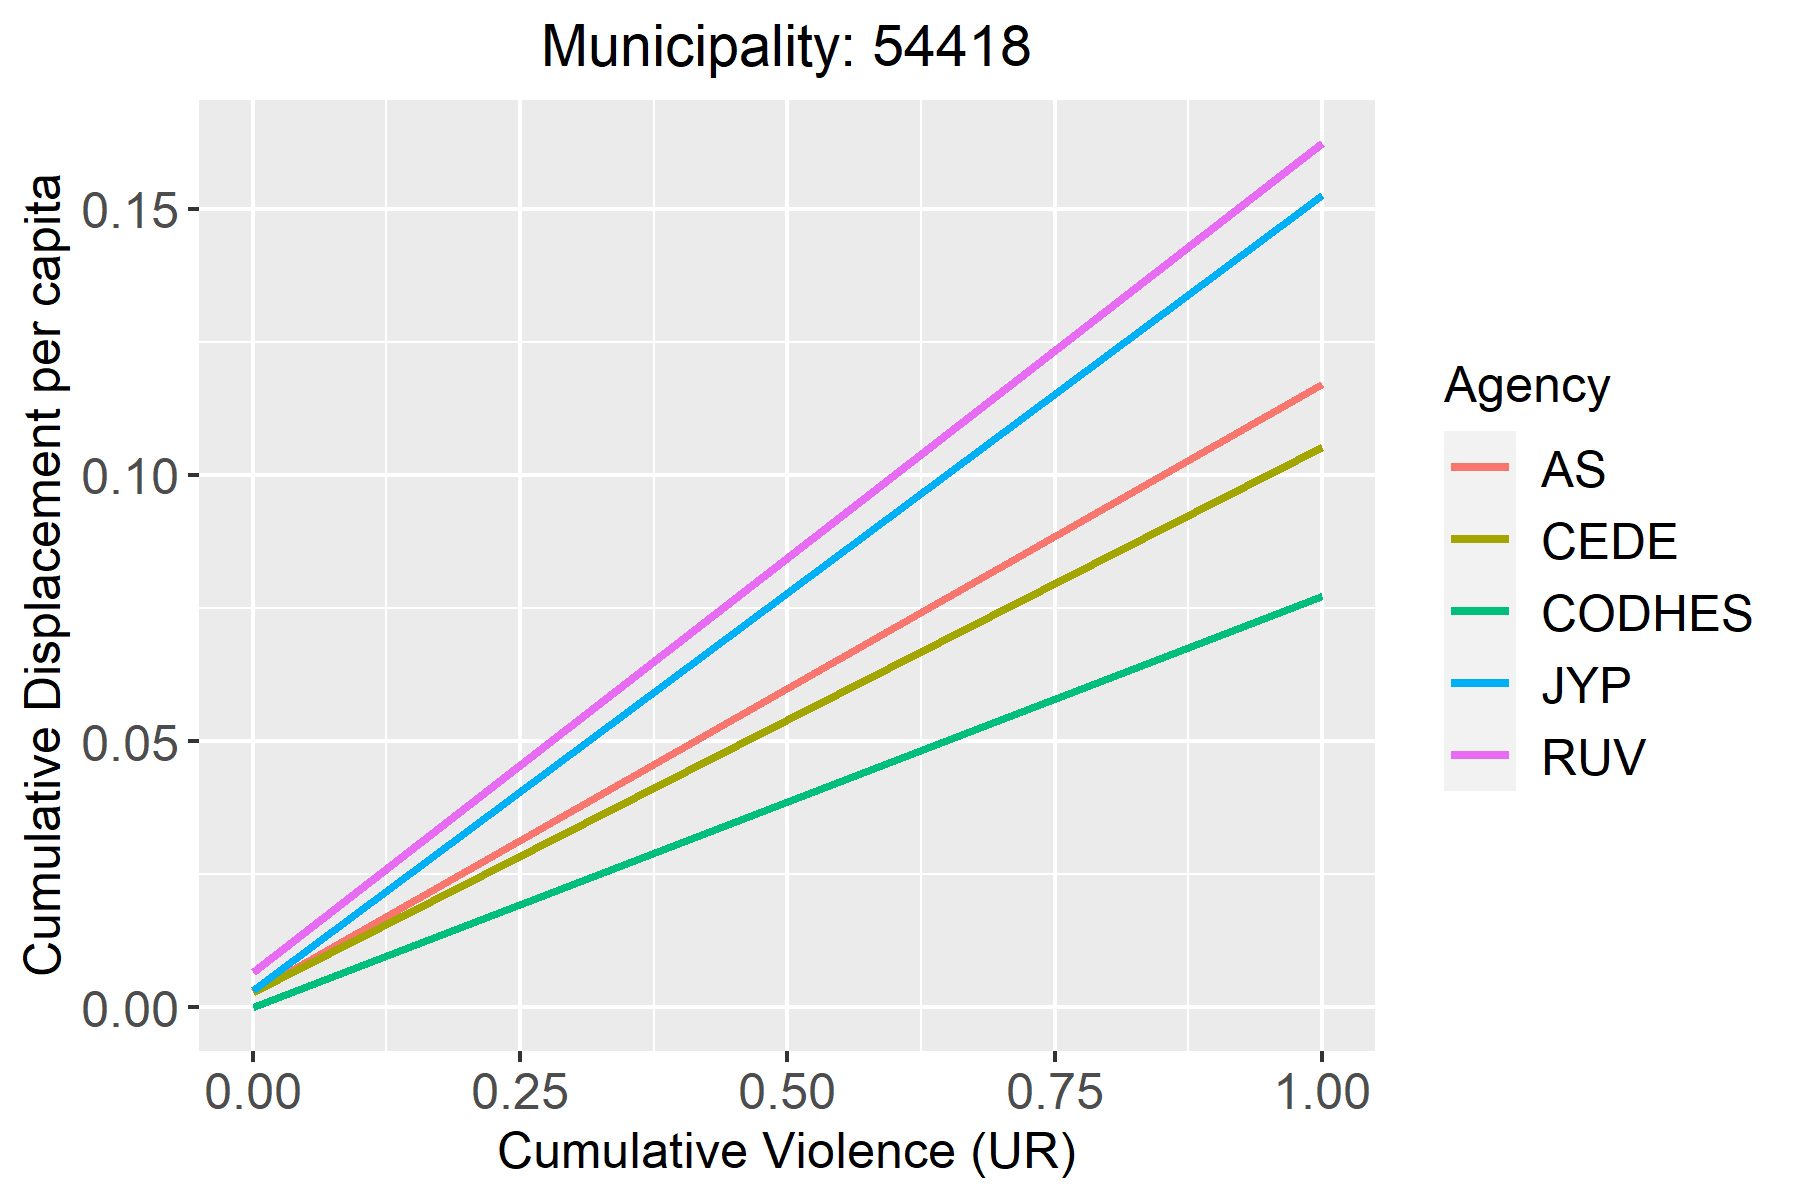 Municipality: 54418
Cumulative Displacement per capita
0.15
0.10
0.05
0.00
0.00 0.25 0.50 0.75 1.00
Cumulative Violence (UR)
Agency
AS
CEDE
CODHES
JYP
RUV